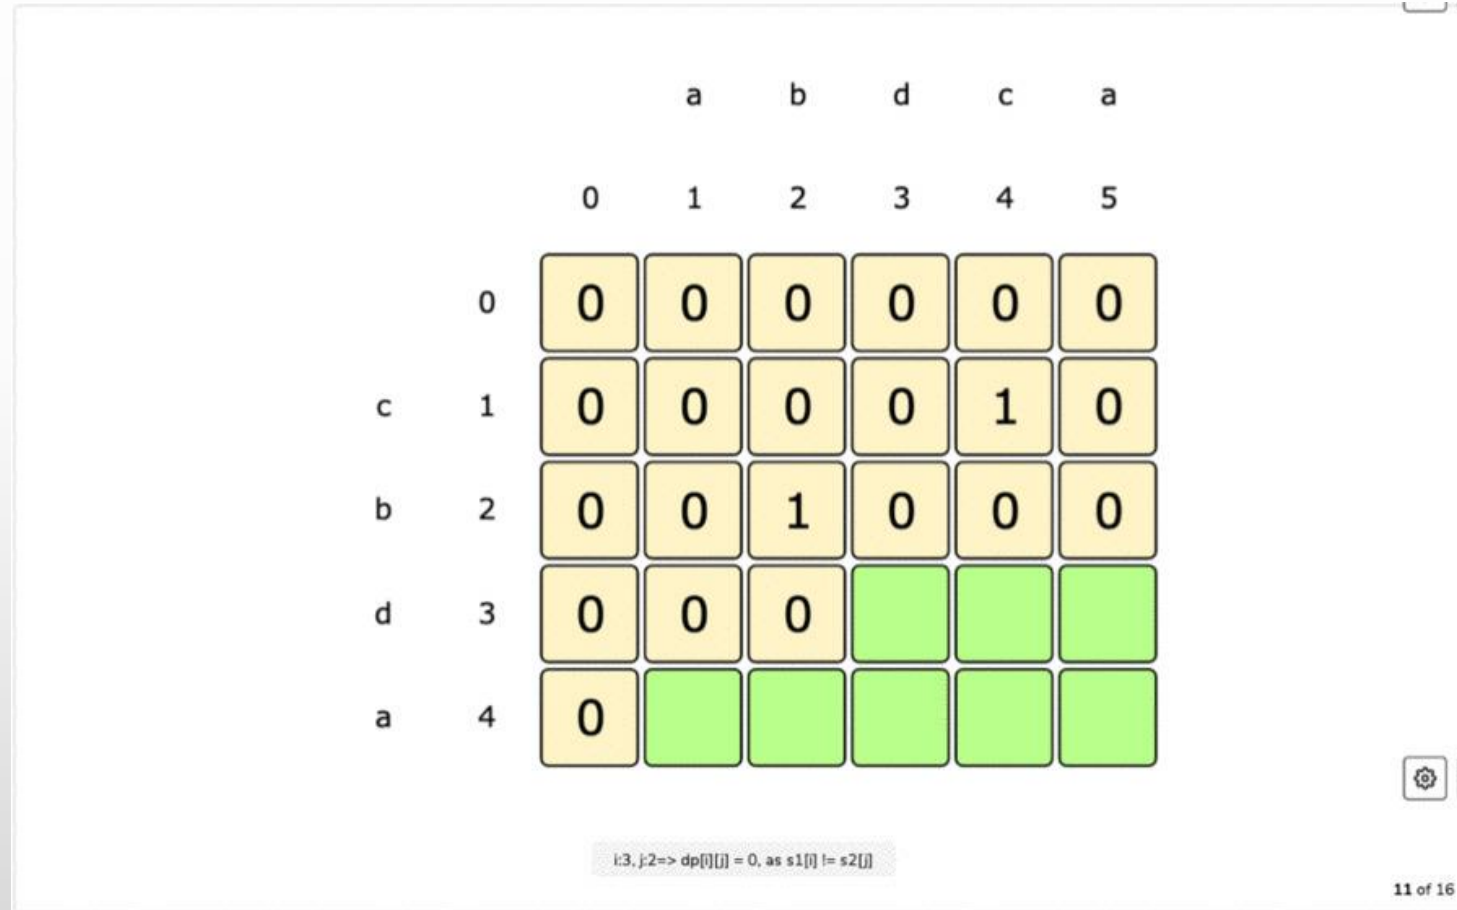 a b d c a
0 1 2 3 4 5
0 0 0 0 0 0 0
c 1 0 0 0 0 1 0
b 2 0 0 1 0 0 0
d 3 0 0 0
a 4 0
i:3, j:2=> dp[i][j] = 0, as s1[i] != s2[j]
11 of 16